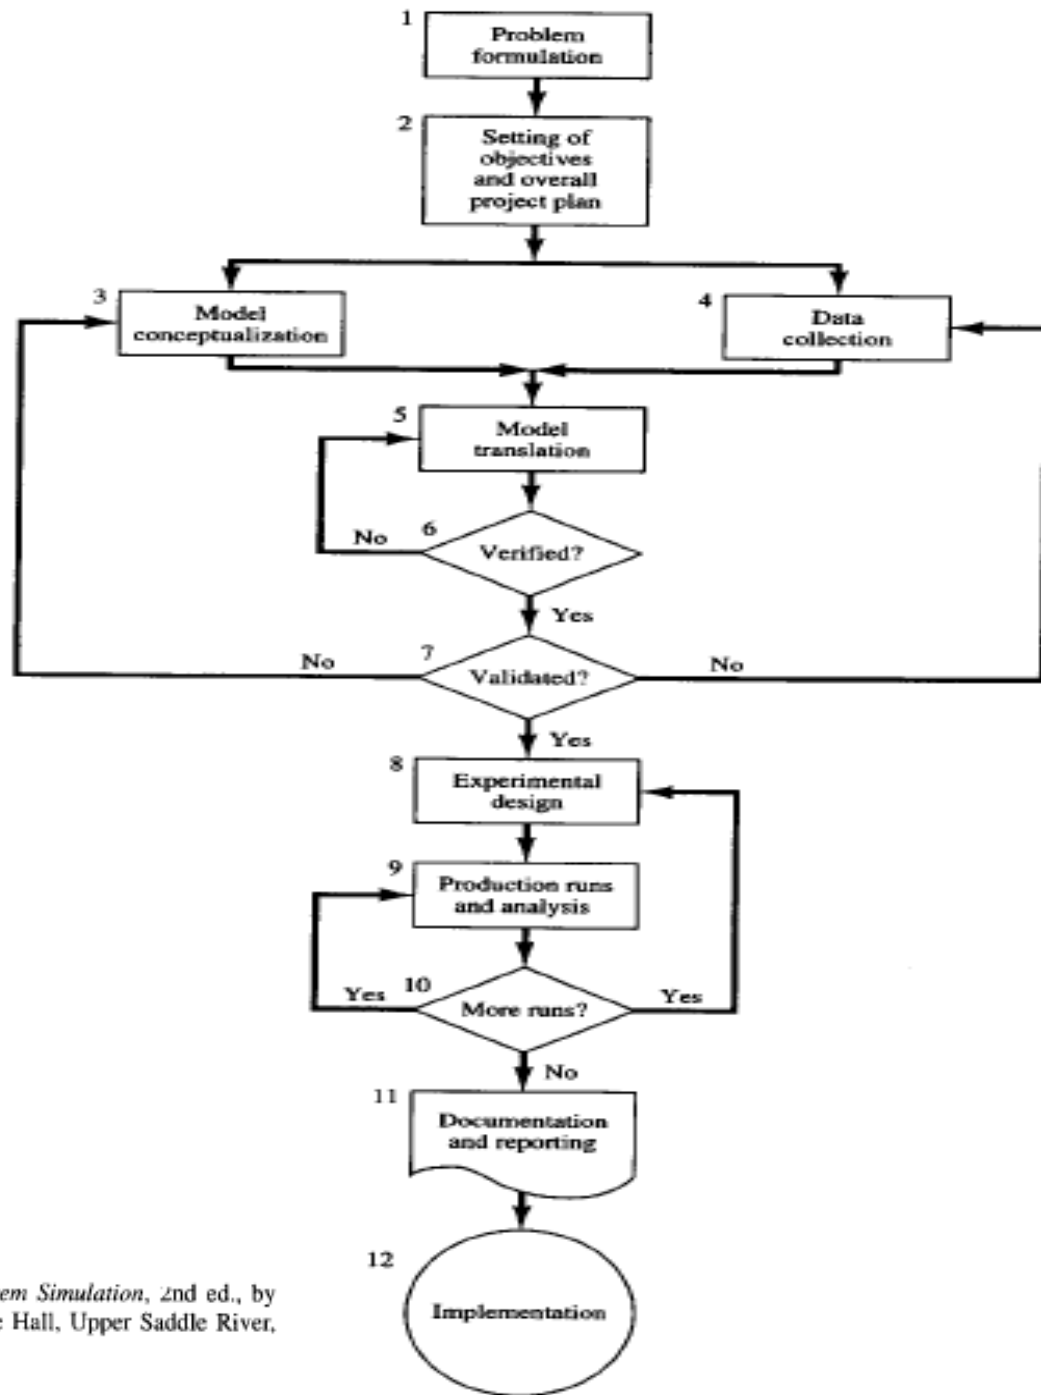 1
Problem
formulation
2
Setting of
objectives
and overall
project plan
3
Model
conceptualization
4
Data
collection
5
Model
translation
6
No
Verified?
Yes
7
No
Validated?
No
Yes
8
Experimental
design
9
Production runs
and analysis
10
Yes
More runs?
Yes
No
11
Documentation
and reporting
12
Implementation
em Simulation, 2nd ed., by
e Hall, Upper Saddle River,